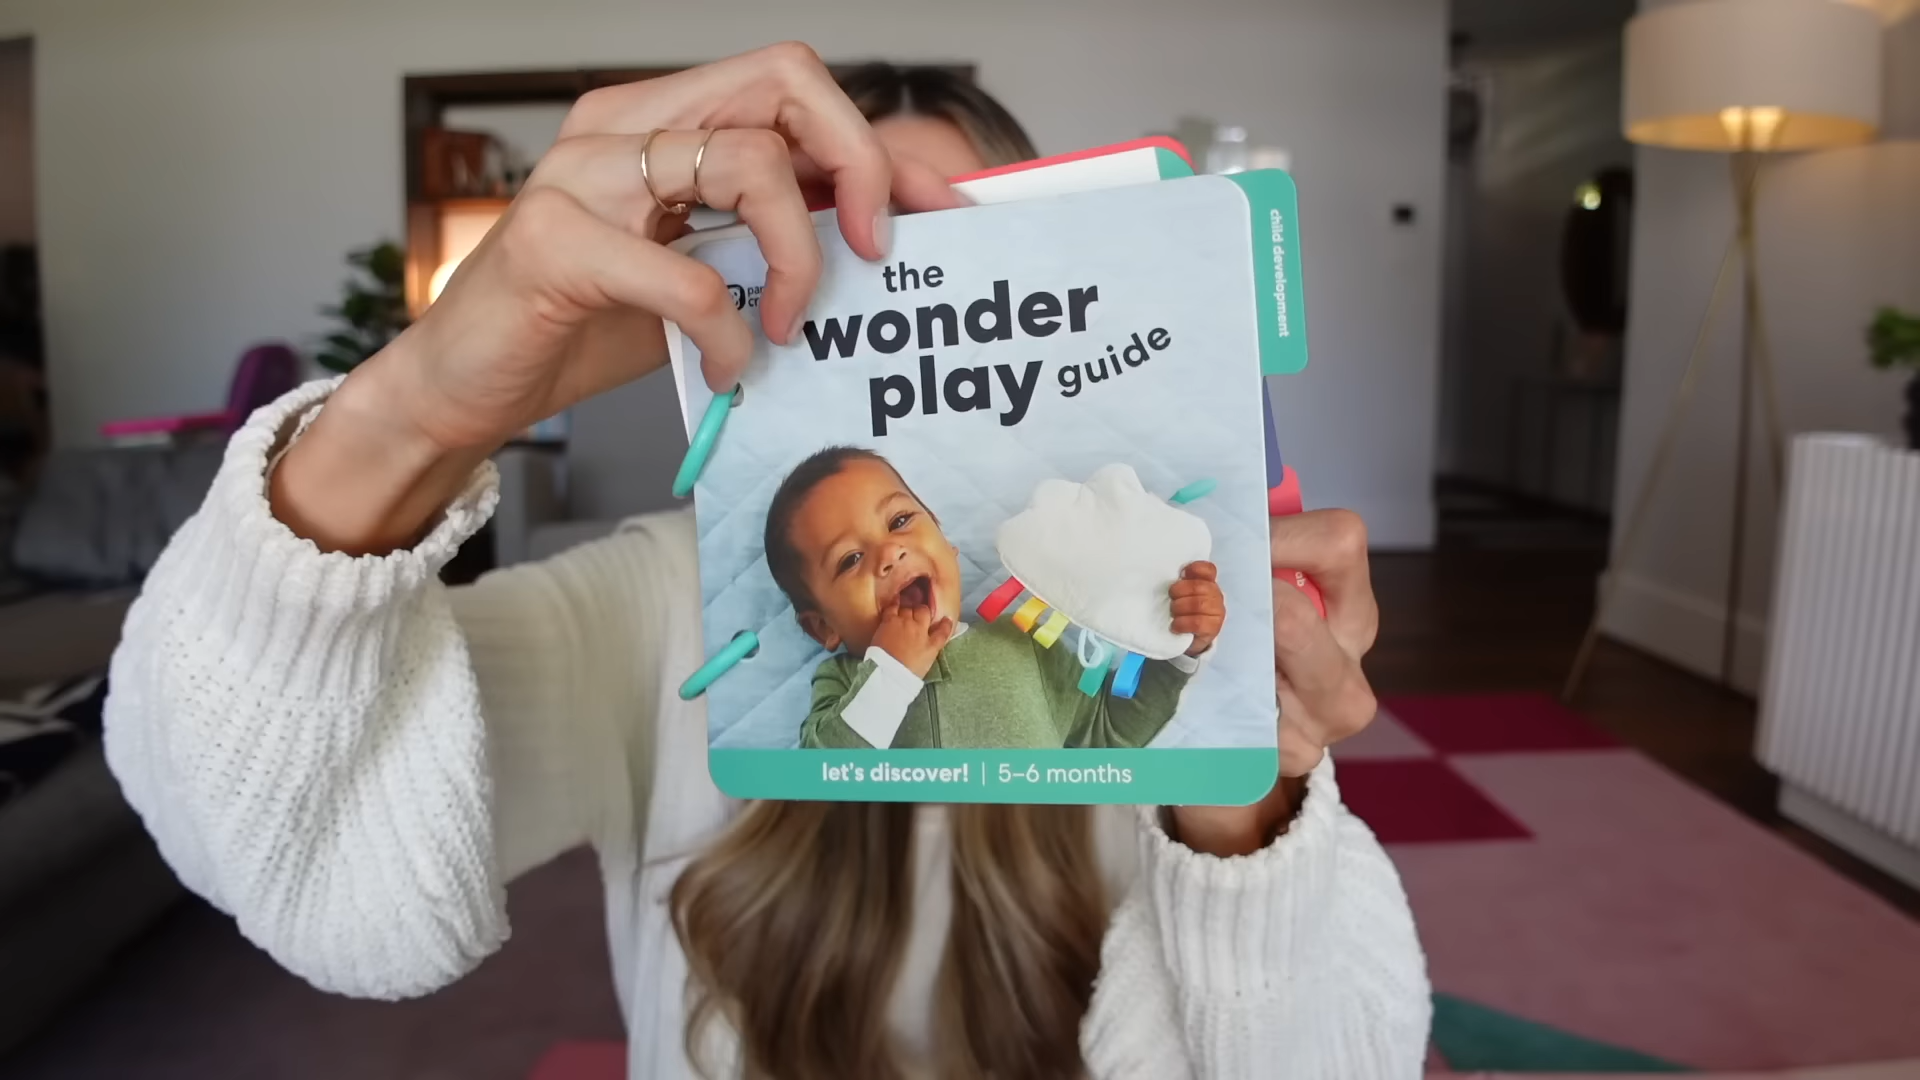 the
wonder
play guide
let's discover! | 5–6 months
child development